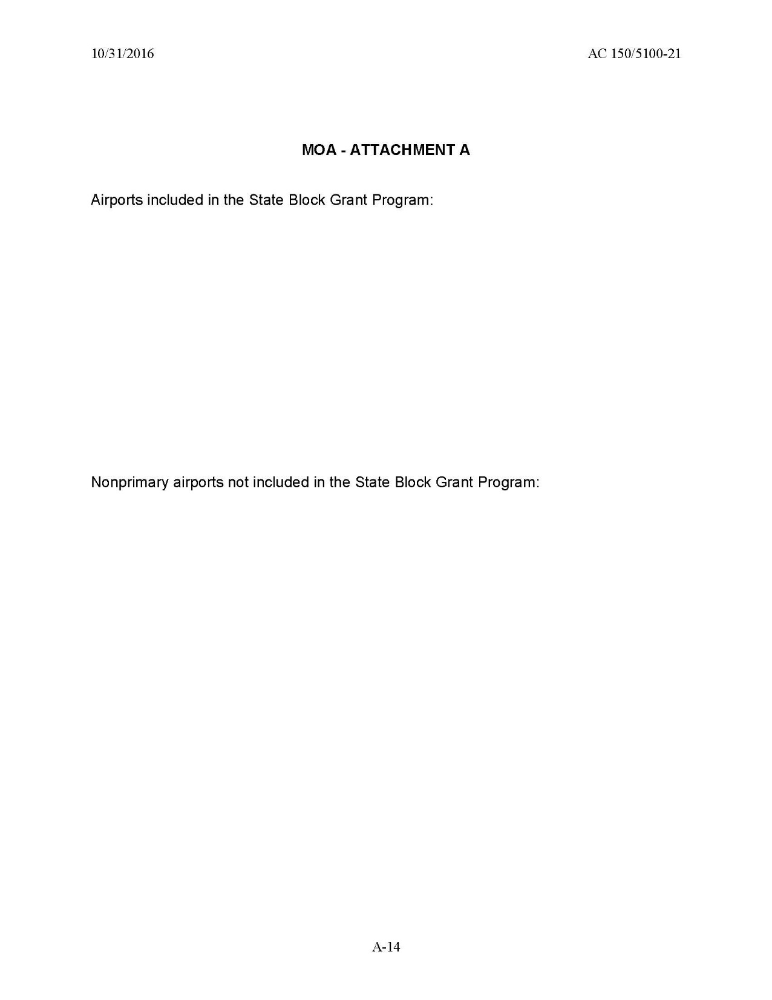 10/31/2016 AC 150/5100-21
MOA - ATTACHMENT A
Airports included in the State Block Grant Program:
Nonprimary airports not included in the State Block Grant Program:
A-14